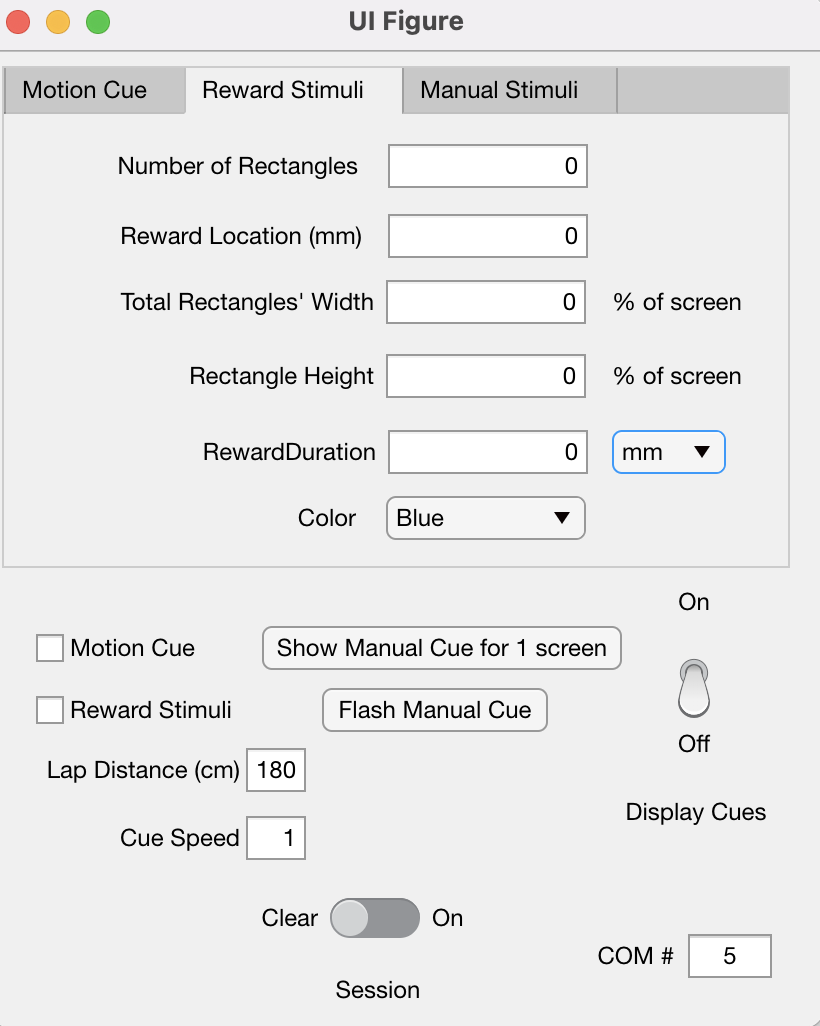 UI Figure
Motion Cue Reward Stimuli Manual Stimuli
Number of Rectangles 0
Reward Location (mm) 0
Total Rectangles' Width 0 % of screen
Rectangle Height 0 % of screen
RewardDuration 0 mm
Color Blue
On
Motion Cue Show Manual Cue for 1 screen
Reward Stimuli Flash Manual Cue
Off
Lap Distance (cm) 180
Display Cues
Cue Speed 1
Clear On
COM # 5
Session